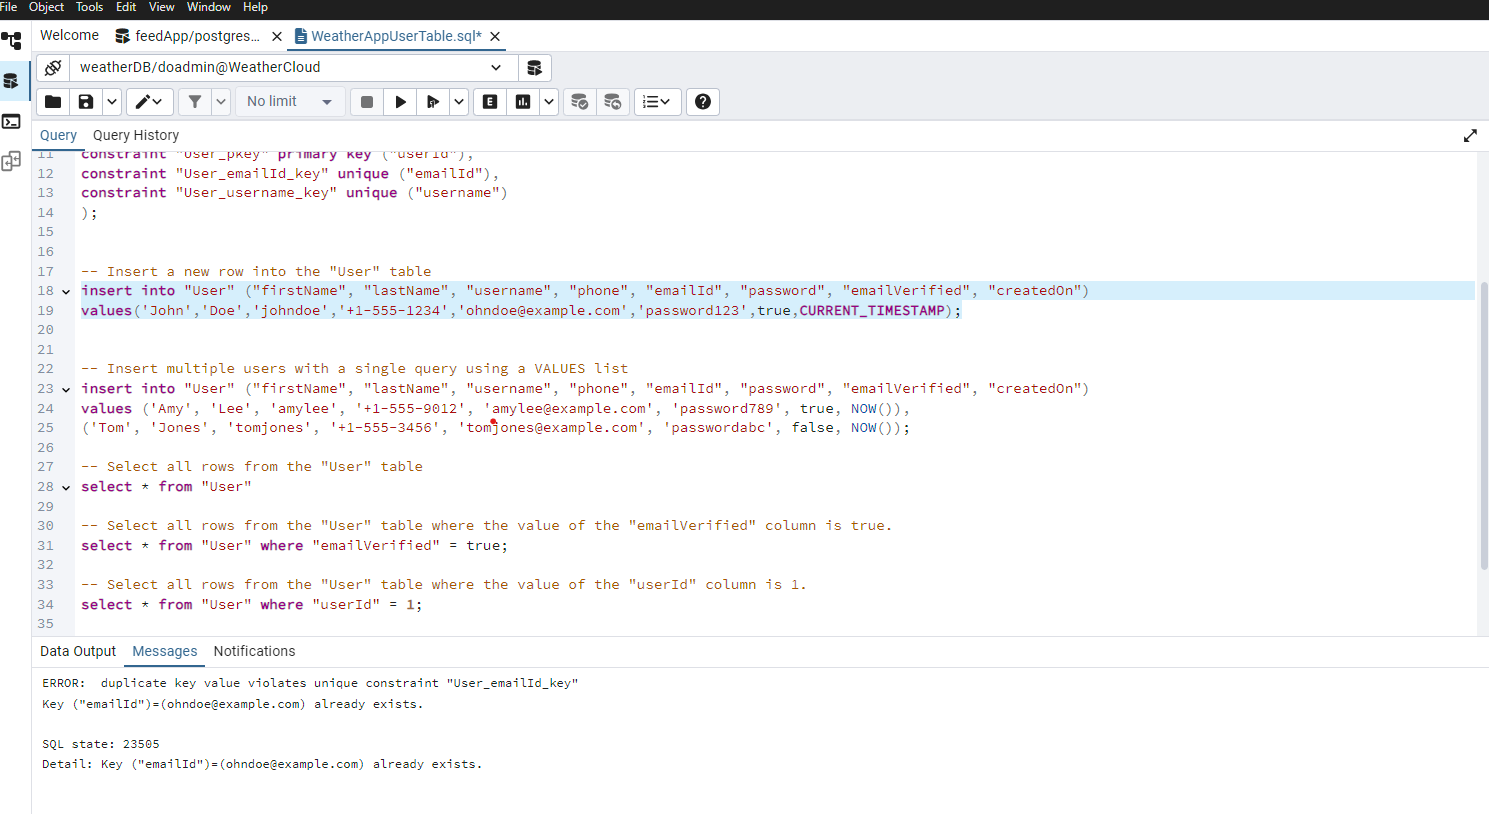 File Object Tools Edit View Window Help
Welcome feedApp/postgres... WeatherAppUserTable.sql*
weatherDB/doadmin@WeatherCloud
No limit
Query Query History
11 constraint "User_pkey" primary key ("userId"),
12 constraint "User_emailId_key" unique ("emailId"),
13 constraint "User_username_key" unique ("username")
14 );
15
16
17 -- Insert a new row into the "User" table
18 insert into "User" ("firstName", "lastName", "username", "phone", "emailId", "password", "emailVerified", "createdOn")
19 values('John','Doe','johndoe','+1-555-1234','ohndoe@example.com','password123',true,CURRENT_TIMESTAMP);
20
21
22 -- Insert multiple users with a single query using a VALUES list
23 insert into "User" ("firstName", "lastName", "username", "phone", "emailId", "password", "emailVerified", "createdOn")
24 values ('Amy', 'Lee', 'amylee', '+1-555-9012', 'amylee@example.com', 'password789', true, NOW()),
25 ('Tom', 'Jones', 'tomjones', '+1-555-3456', 'tomjones@example.com', 'passwordabc', false, NOW());
26
27 -- Select all rows from the "User" table
28 select * from "User"
29
30 -- Select all rows from the "User" table where the value of the "emailVerified" column is true.
31 select * from "User" where "emailVerified" = true;
32
33 -- Select all rows from the "User" table where the value of the "userId" column is 1.
34 select * from "User" where "userId" = 1;
35
Data Output Messages Notifications
ERROR:  duplicate key value violates unique constraint "User_emailId_key"
Key ("emailId")=(ohndoe@example.com) already exists.
SQL state: 23505
Detail: Key ("emailId")=(ohndoe@example.com) already exists.